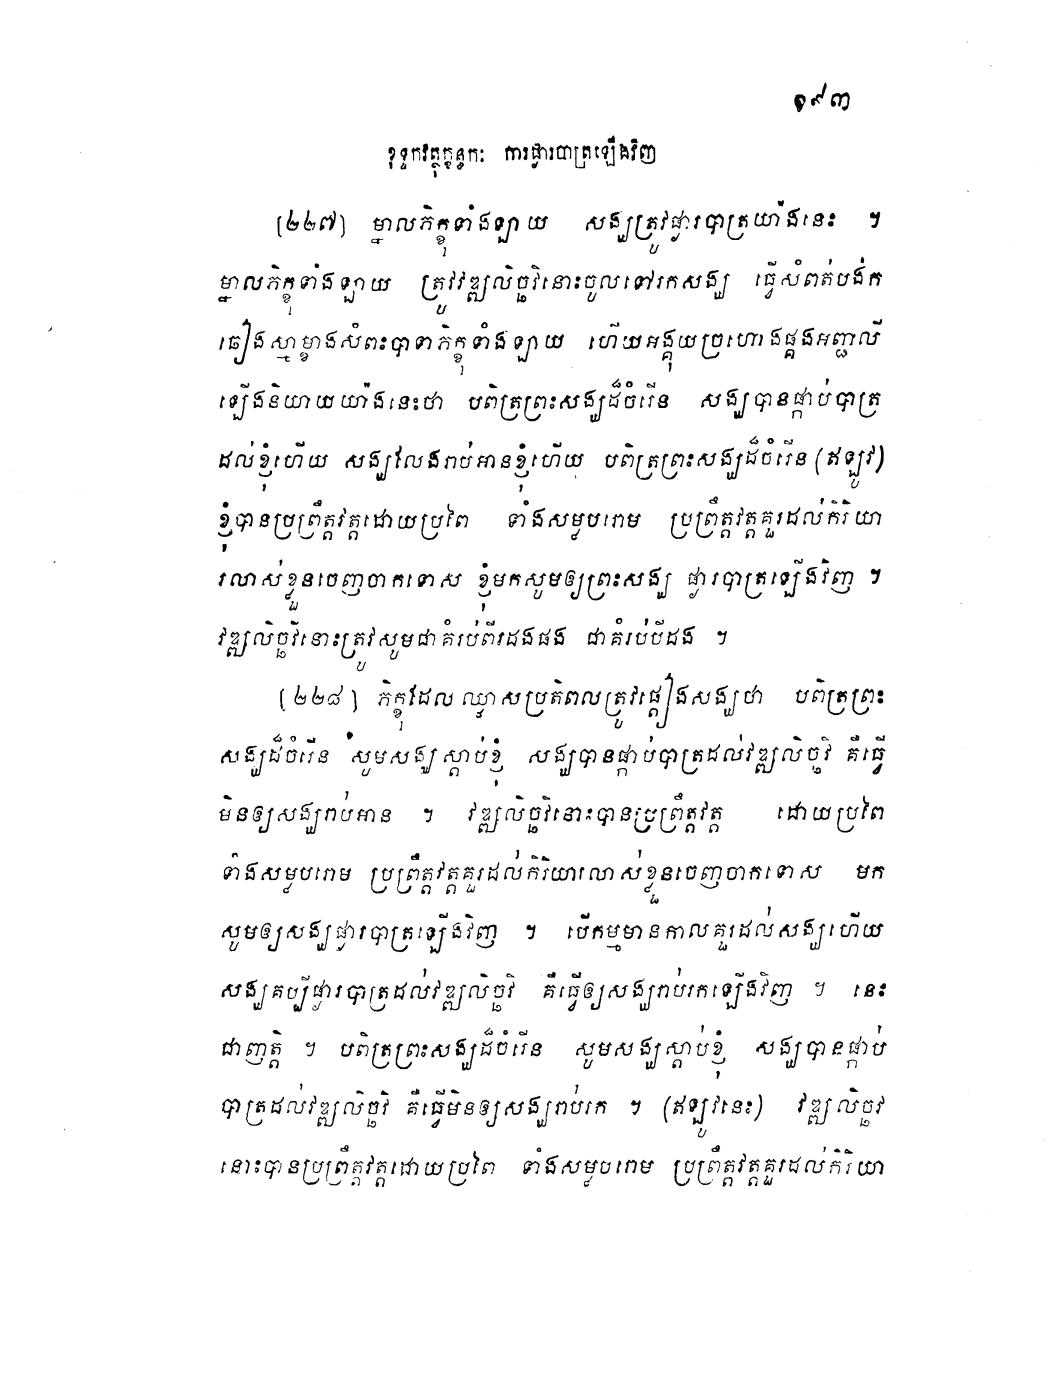 ១៩៣
ខុទ្ទកវត្ថុក្ខន្ធកៈ ការផ្ងារបាត្រឡើងវិញ
(២២៧) ម្នាលភិក្ខុទាំងឡាយ សង្ឃត្រូវផ្ងារបាត្រយ៉ាងនេះ ។
ម្នាលភិក្ខុទាំងឡាយ ត្រូវវឌ្ឍលិច្ឆវិនោះចូលទៅរកសង្ឃ ធ្វើសំពត់បង់ក
ឆៀងស្មាម្ខាងសំពះបាទាភិក្ខុទាំងឡាយ ហើយអង្គុយច្រហោងផ្គងអញ្ជលី
ឡើងនិយាយយ៉ាងនេះថា បពិត្រព្រះសង្ឃដ៏ចំរើន សង្ឃបានផ្កាប់បាត្រ
ដល់ខ្ញុំហើយ សង្ឃលែងរាប់អានខ្ញុំហើយ បពិត្រព្រះសង្ឃដ៏ចំរើន (ឥឡូវ)
ខ្ញុំបានប្រព្រឹត្តវត្តដោយប្រពៃ ទាំងសម្ងួបរោម ប្រព្រឹត្តវត្តគួរដល់កិរិយា
រលាស់ខ្លួនចេញចាកទោស ខ្ញុំមកសូមឲ្យព្រះសង្ឃ ផ្ងារបាត្រឡើងវិញ ។
វឌ្ឍលិច្ឆវិនោះត្រូវសូមជាគំរប់ពីរដងផង ជាគំរប់បីដង ។
(២២៨) ភិក្ខុដែលឈ្លាសប្រតិពលត្រូវផ្តៀងសង្ឃថា បពិត្រព្រះ
សង្ឃដ៏ចំរើន សូមសង្ឃស្តាប់ខ្ញុំ សង្ឃបានផ្កាប់បាត្រដល់វឌ្ឍលិច្ឆវិ គឺធ្វើ
មិនឲ្យសង្ឃរាប់អាន ។ វឌ្ឍលិច្ឆវិនោះបានប្រព្រឹត្តវត្ត ដោយប្រពៃ
ទាំងសម្ងួបរោម ប្រព្រឹត្តវត្តគួរដល់កិរិយារលាស់ខ្លួនចេញចាកទោស មក
សូមឲ្យសង្ឃផ្ងារបាត្រឡើងវិញ ។ បើកម្មមានកាលគួរដល់សង្ឃហើយ
សង្ឃគប្បីផ្ងារបាត្រដល់វឌ្ឍលិច្ឆវិ គឺធ្វើឲ្យសង្ឃរាប់រកឡើងវិញ ។ នេះ
ជាញត្តិ ។ បពិត្រព្រះសង្ឃដ៏ចំរើន សូមសង្ឃស្តាប់ខ្ញុំ សង្ឃបានផ្កាប់
បាត្រដល់វឌ្ឍលិច្ឆវិ គឺធ្វើមិនឲ្យសង្ឃរាប់រក ។ (ឥឡូវនេះ) វឌ្ឍលិច្ឆវិ
នោះបានប្រព្រឹត្តវត្តដោយប្រពៃ ទាំងសម្ងួបរោម ប្រព្រឹត្តវត្តគួរដល់កិរិយា